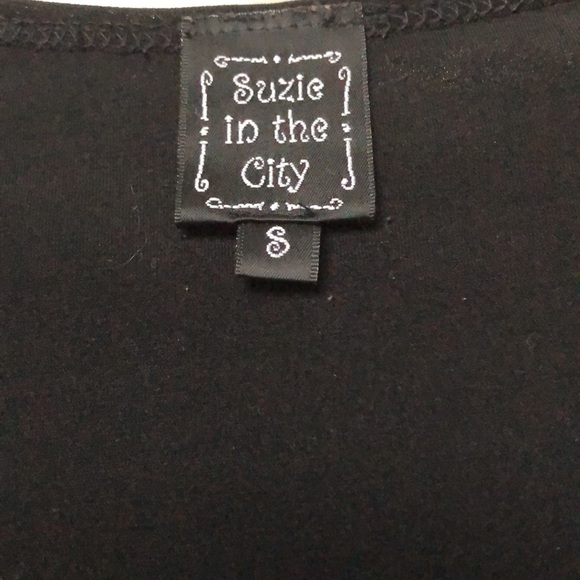 Suzie
in the
City
S